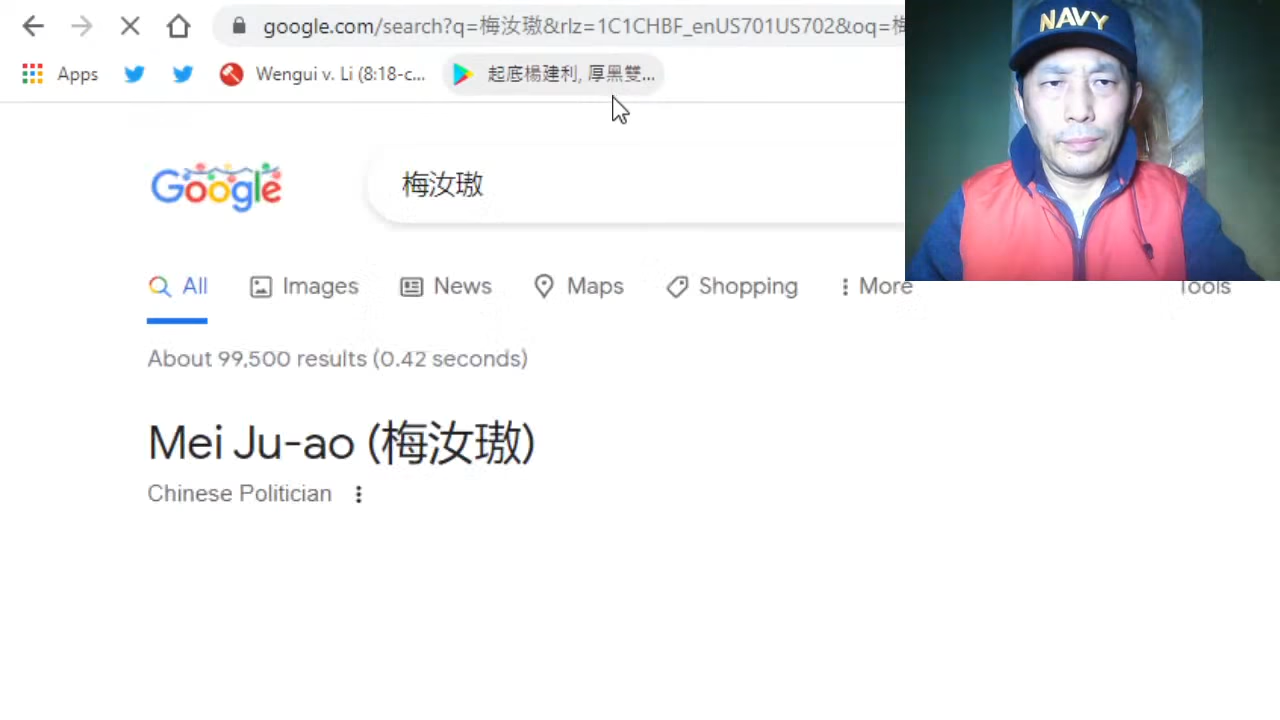 google.com/search?q=梅汝璈&rlz=1C1CHBF_enUS701US702&oq=梅
Apps
Wengui v. Li (8:18-c...
起底楊建利, 厚黑雙...
NAVY
Google
梅汝璈
All
Images
News
Maps
Shopping
More
Tools
About 99,500 results (0.42 seconds)
Mei Ju-ao (梅汝璈)
Chinese Politician